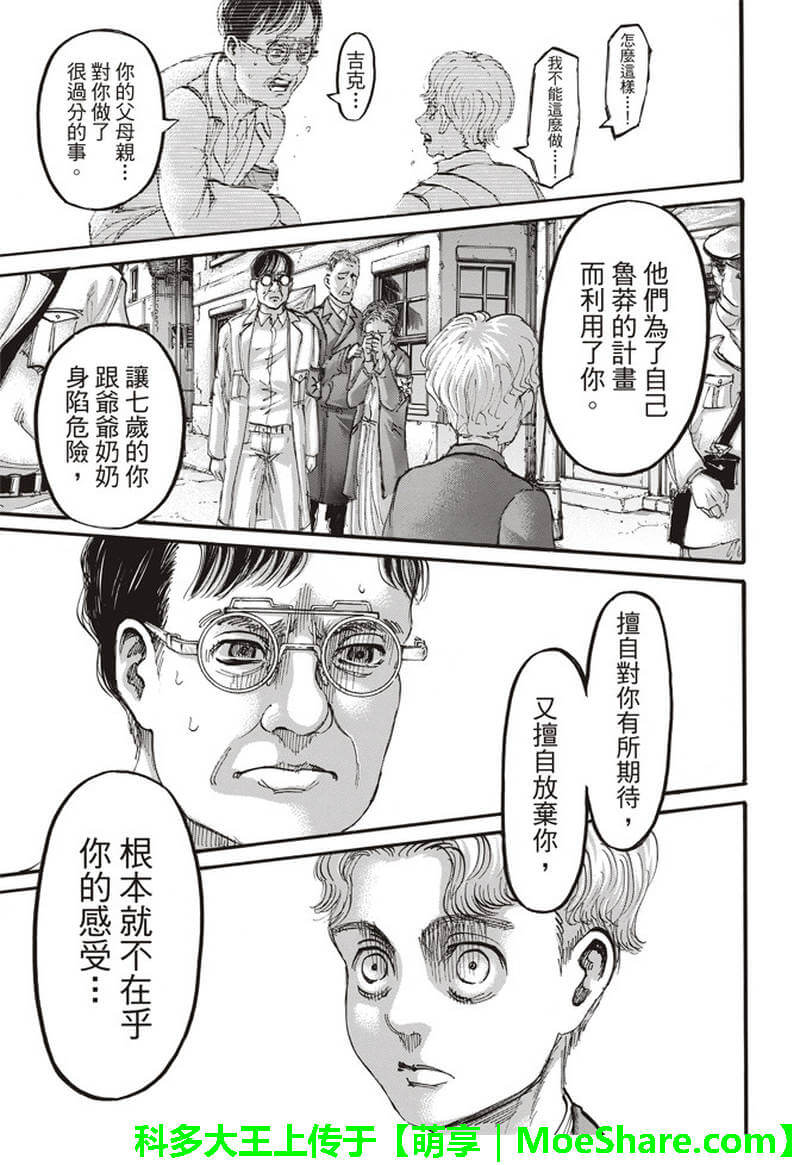 怎麼這樣…!
我不能這麼做…!
吉克…
你的父母親…
對你做了
很過分的事。
他們為了自己
魯莽的計畫
而利用了你。
讓七歲的你
跟爺爺奶奶
身陷危險，
擅自對你有所期待，
又擅自放棄你，
根本就不在乎
你的感受…
科多大王上传于【萌享|MoeShare.com】